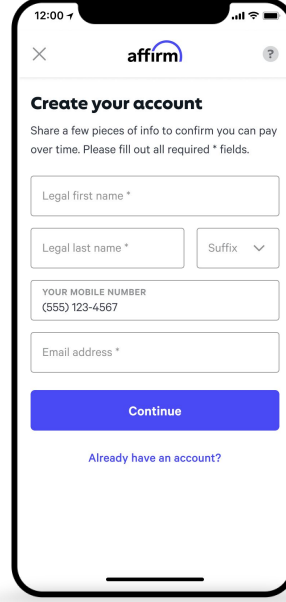 12:00
affirm
?
Create your account
Share a few pieces of info to confirm you can pay
over time. Please fill out all required * fields.
Legal first name *
Legal last name *
Suffix
YOUR MOBILE NUMBER
(555) 123-4567
Email address *
Continue
Already have an account?